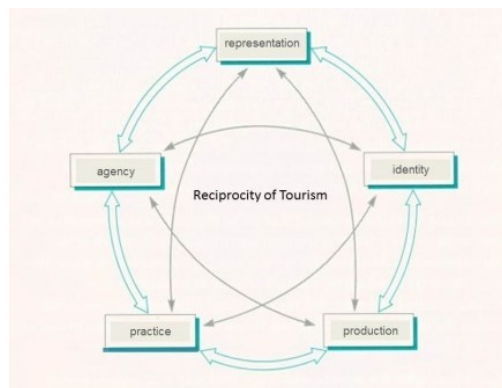 representation
agency
identity
Reciprocity of Tourism
practice
production